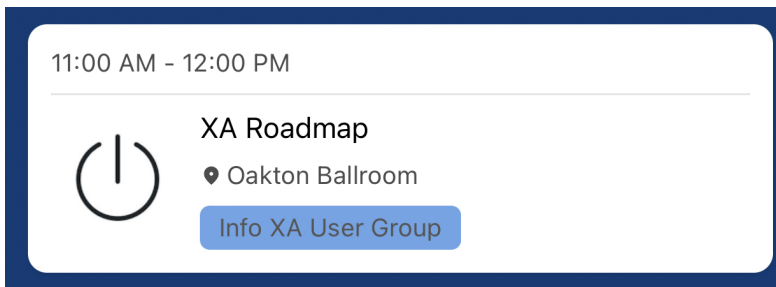 11:00 AM - 12:00 PM
XA Roadmap
Oakton Ballroom
Info XA User Group